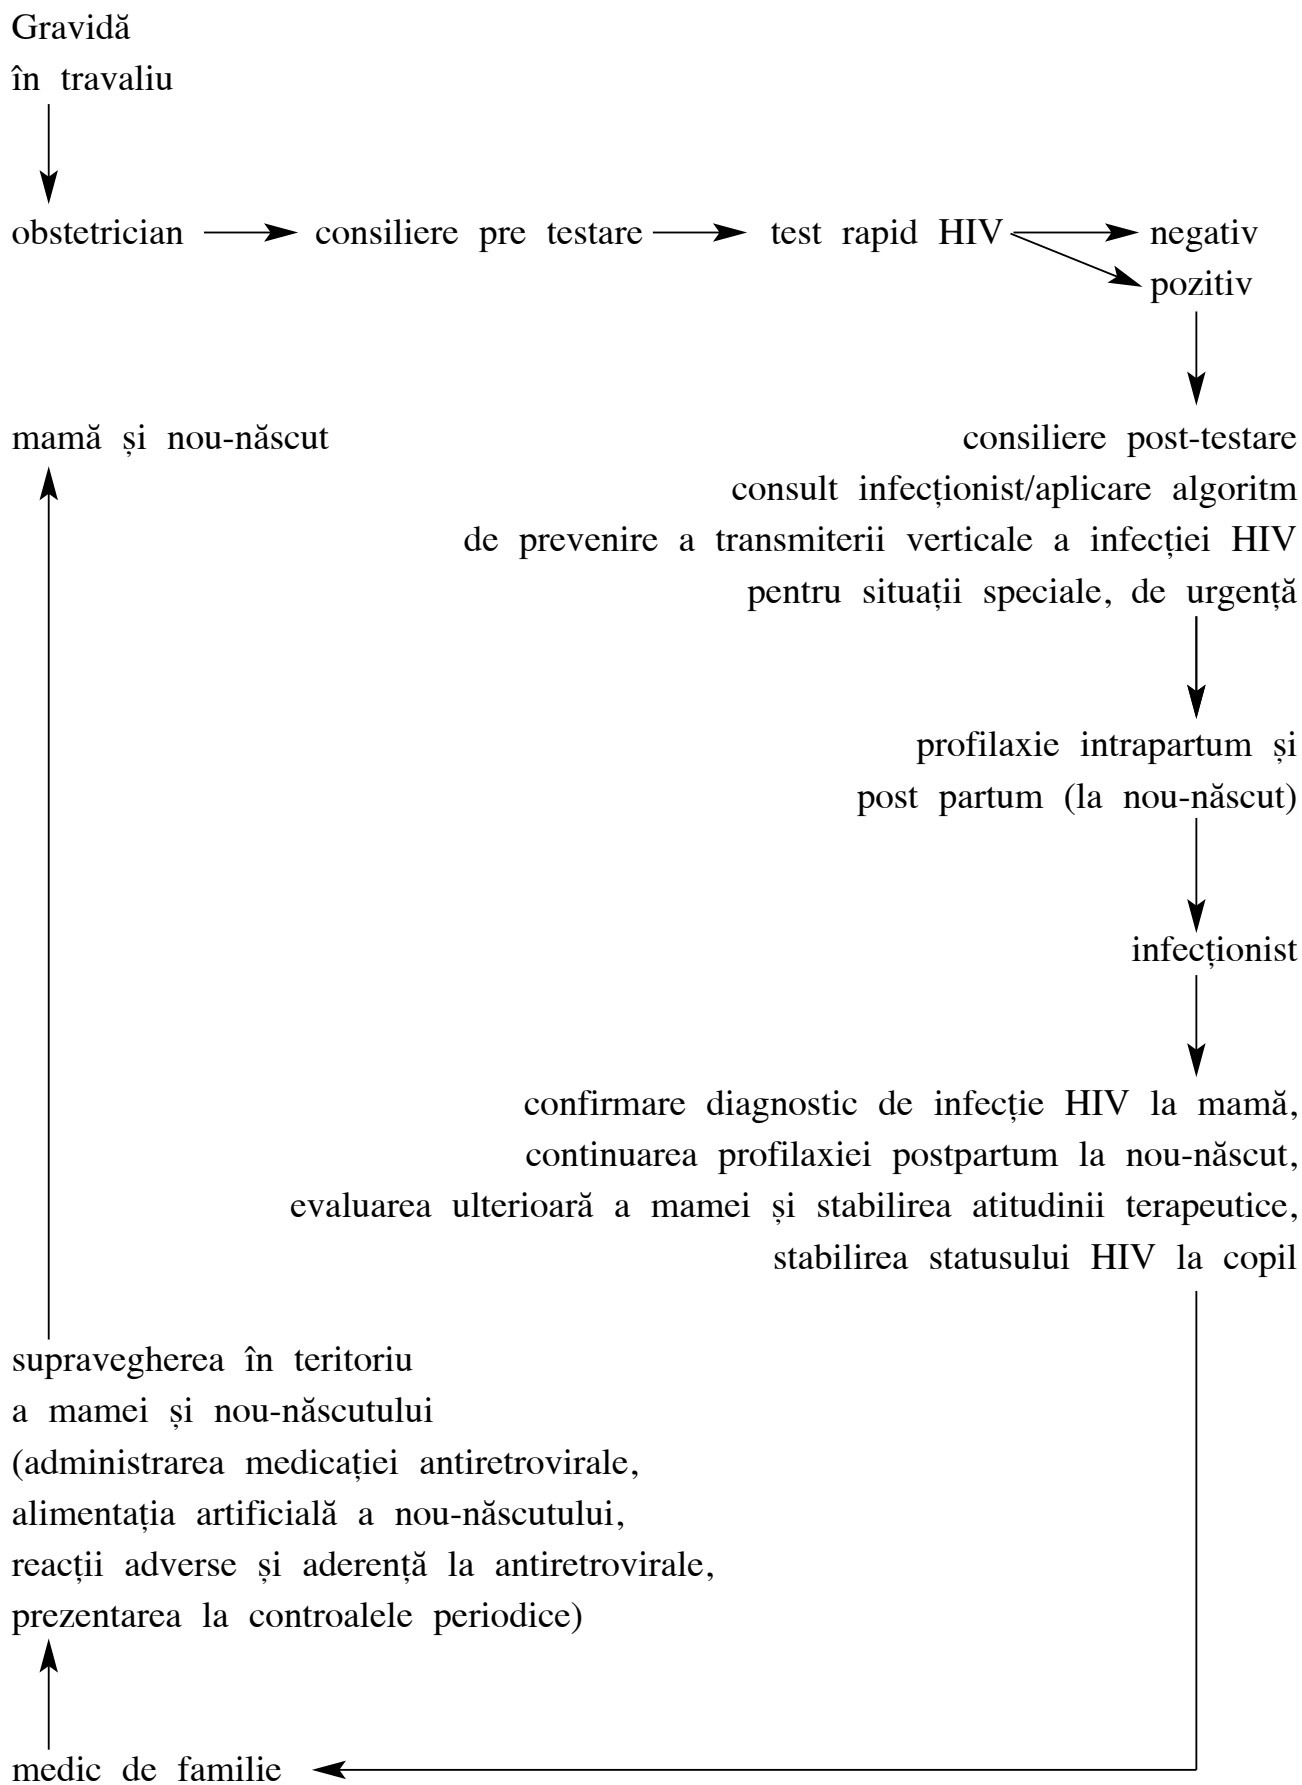 Gravidă
în travaliu
obstetrician consiliere pre testare test rapid HIV negativ
pozitiv
mamă și nou-născut
consiliere post-testare
consult infecționist/aplicare algoritm
de prevenire a transmiterii verticale a infecției HIV
pentru situații speciale, de urgență
profilaxie intrapartum și
post partum (la nou-născut)
infecționist
confirmare diagnostic de infecție HIV la mamă,
continuarea profilaxiei postpartum la nou-născut,
evaluarea ulterioară a mamei și stabilirea atitudinii terapeutice,
stabilirea statusului HIV la copil
supravegherea în teritoriu
a mamei și nou-născutului
(administrarea medicației antiretrovirale,
alimentația artificială a nou-născutului,
reacții adverse și aderență la antiretrovirale,
prezentarea la controalele periodice)
medic de familie